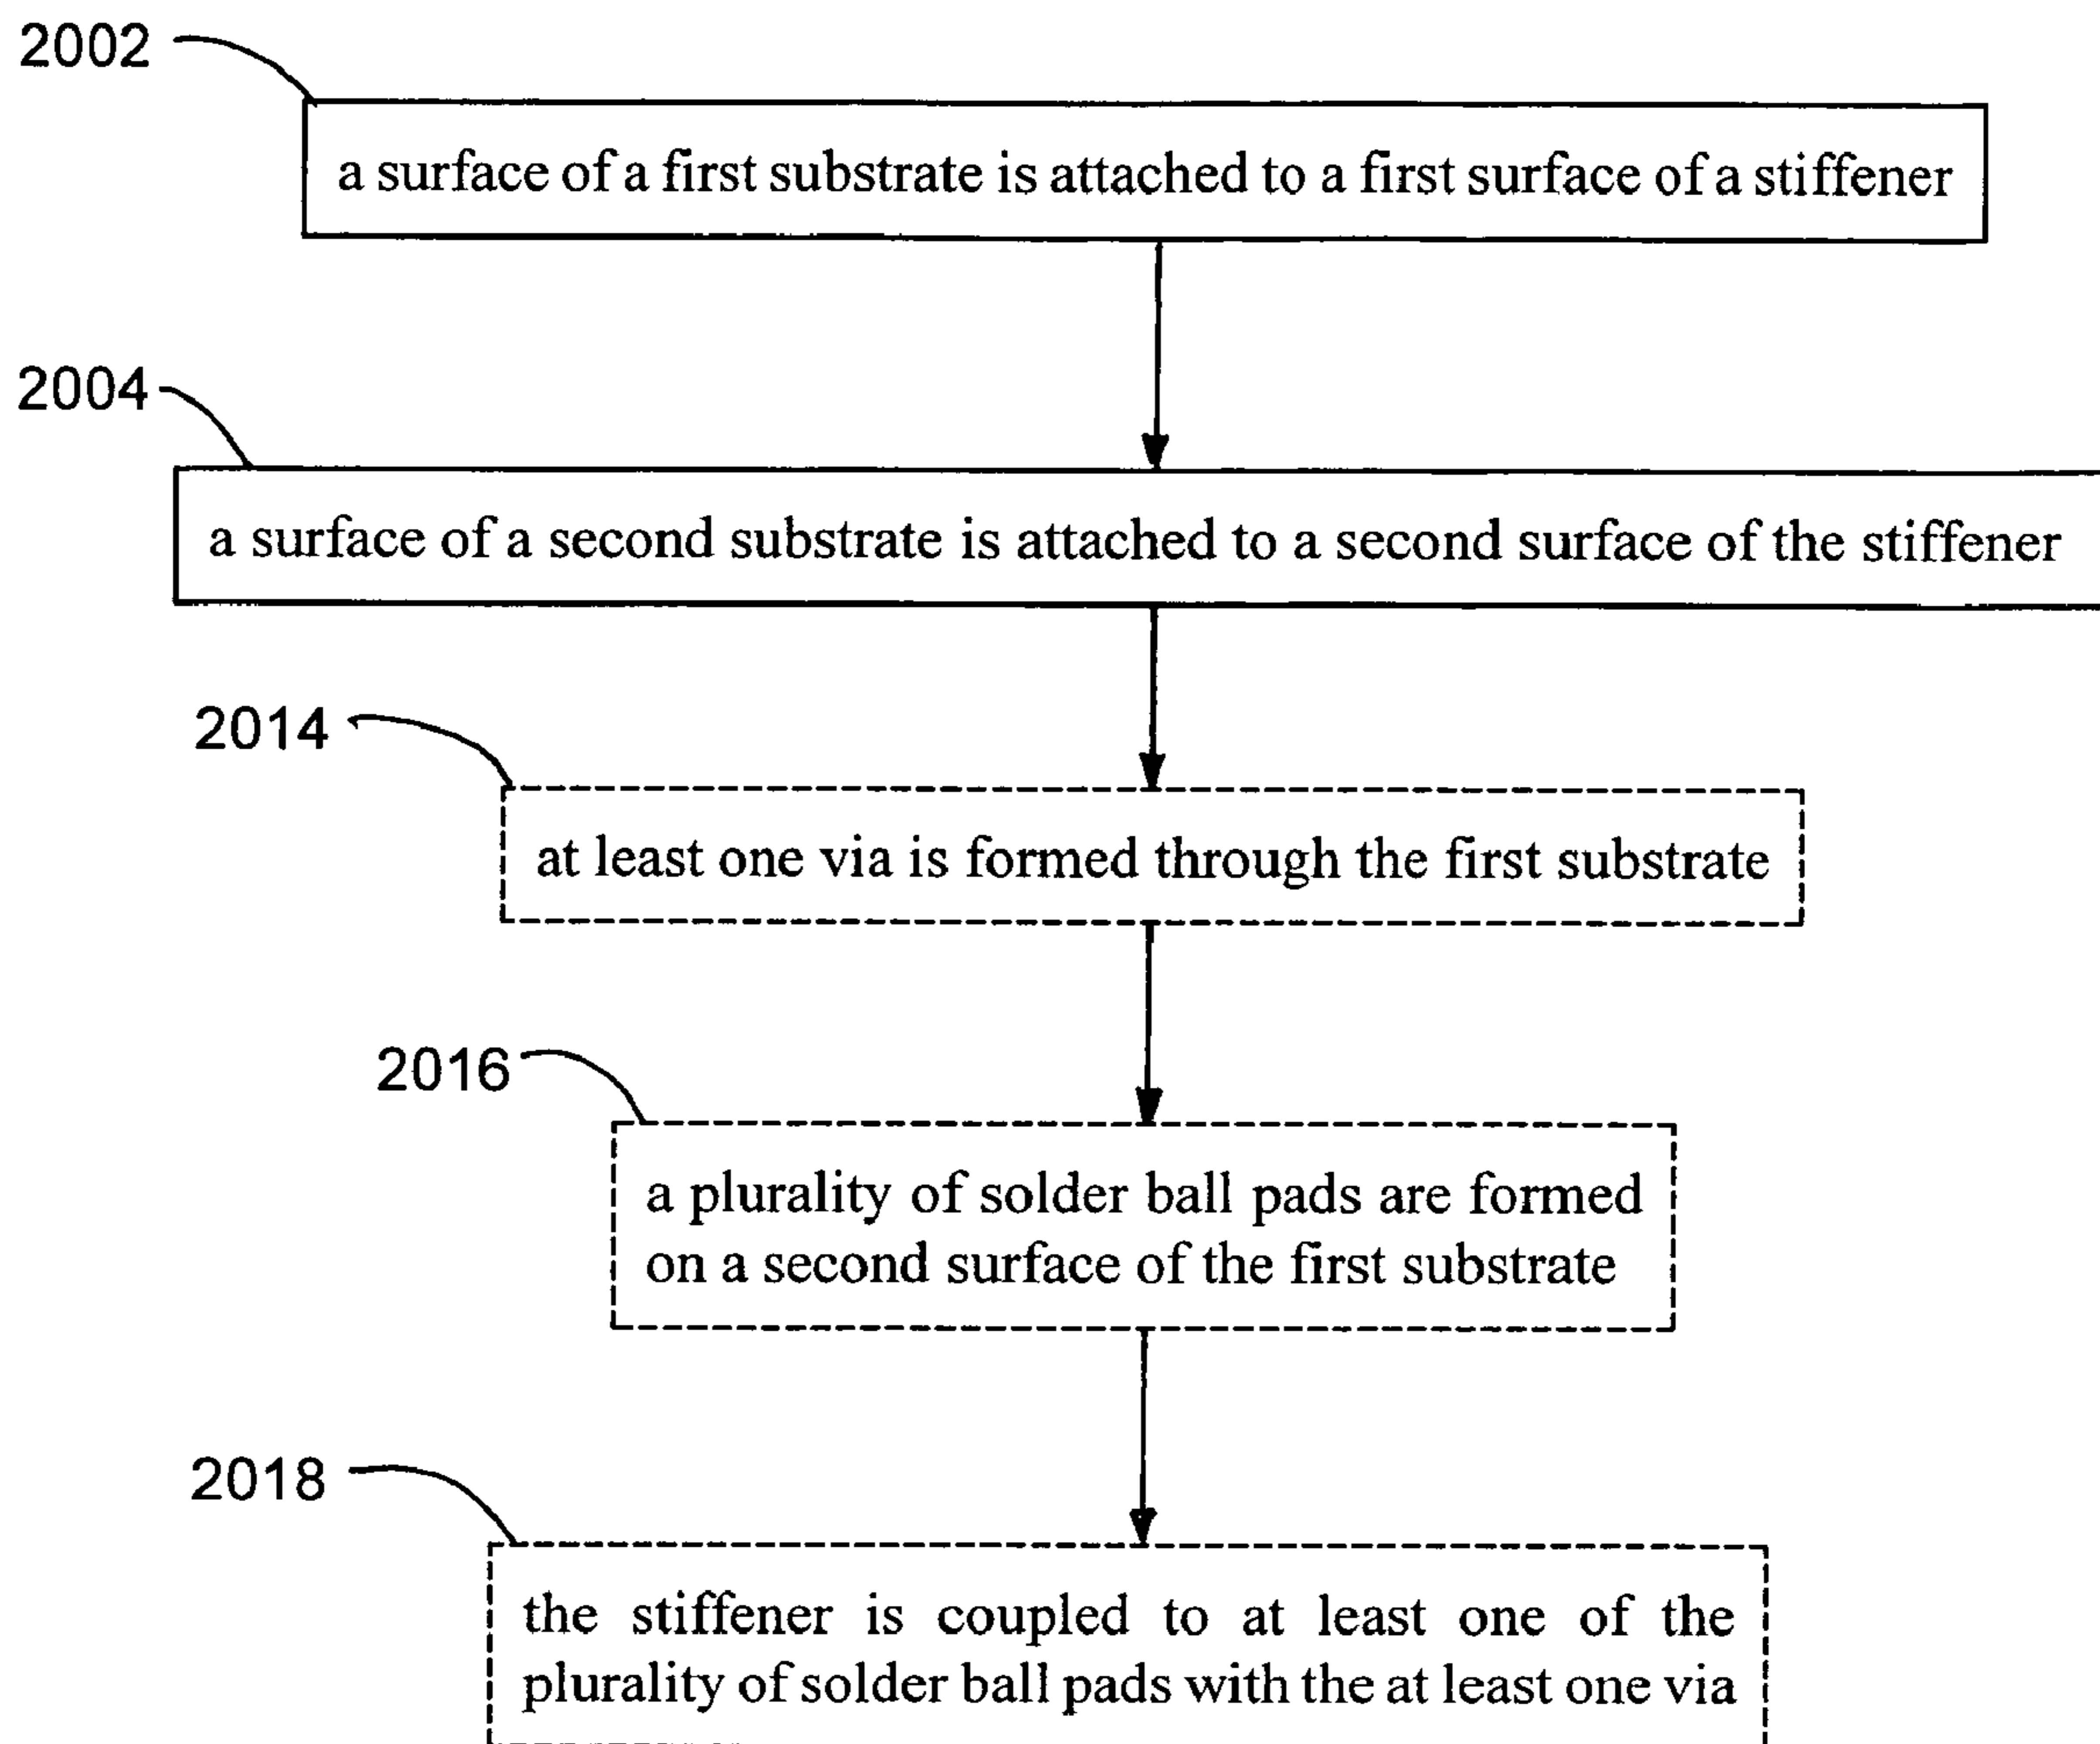 2002
a surface of a first substrate is attached to a first surface of a stiffener
2004
a surface of a second substrate is attached to a second surface of the stiffener
2014
at least one via is formed through the first substrate
2016
a plurality of solder ball pads are formed
on a second surface of the first substrate
2018
the stiffener is coupled to at least one of the
plurality of solder ball pads with the at least one via